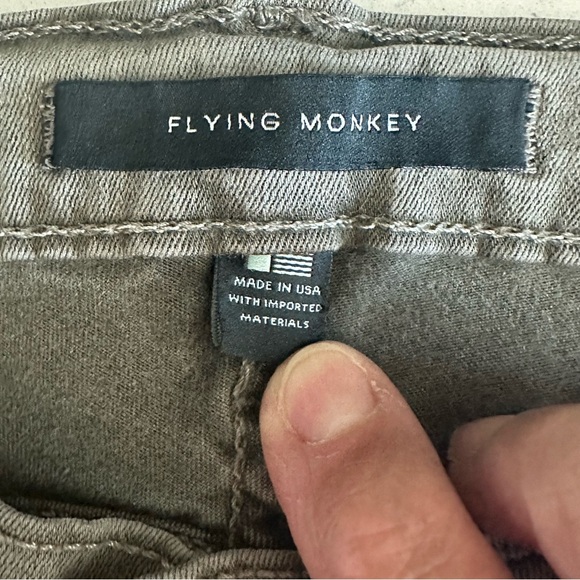 FLYING MONKEY
MADE IN USA
WITH IMPORTED
MATERIALS